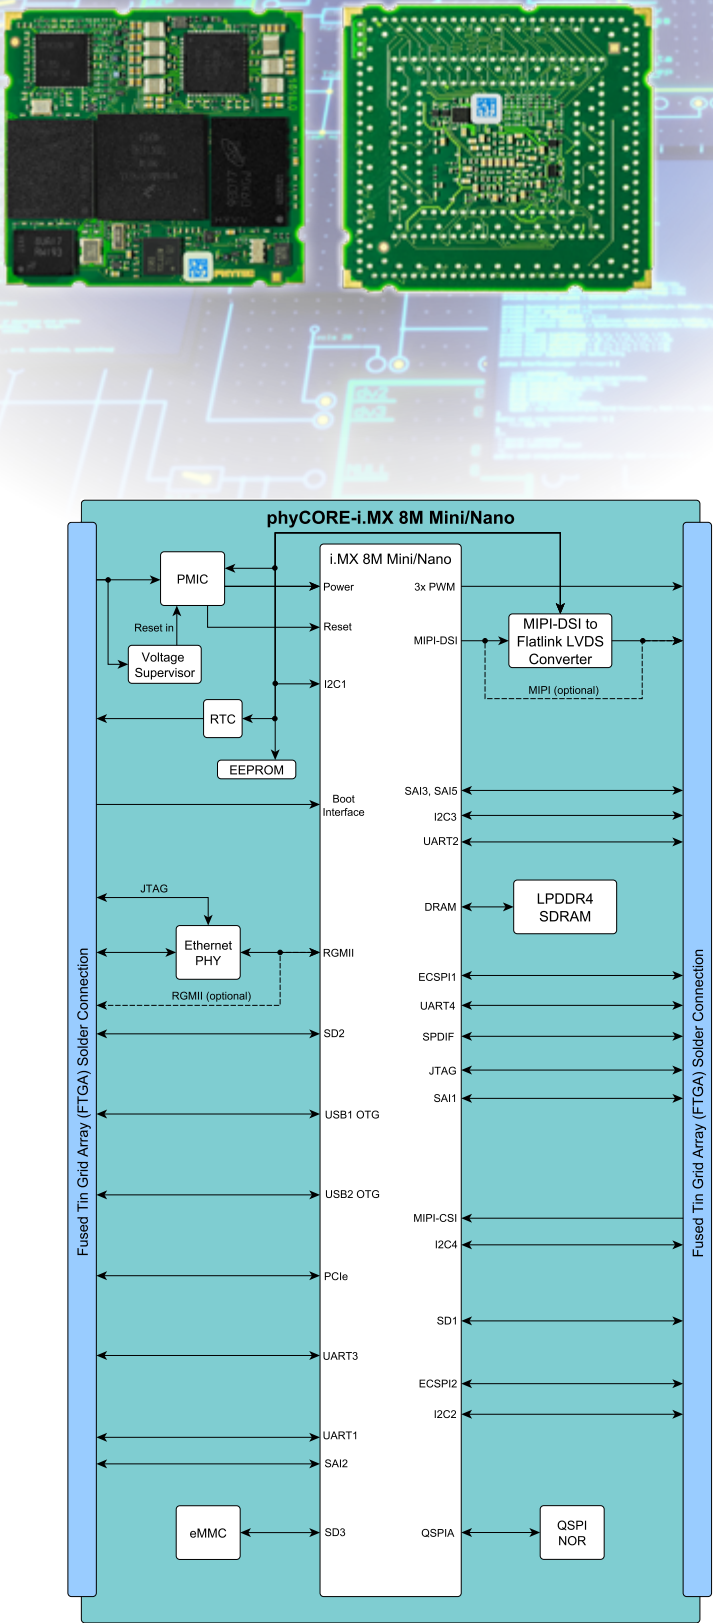 div2
div3
NULL
phyCORE-i.MX 8M Mini/Nano
i.MX 8M Mini/Nano
PMIC
Power
3x PWM
Reset in
Reset
MIPI-DSI
MIPI-DSI to
Flatlink LVDS
Converter
Voltage
Supervisor
I2C1
MIPI (optional)
RTC
EEPROM
Boot
Interface
SAI3, SAI5
I2C3
UART2
JTAG
DRAM
LPDDR4
SDRAM
Ethernet
PHY
RGMII
RGMII (optional)
ECSPI1
UART4
SD2
SPDIF
JTAG
SAI1
USB1 OTG
USB2 OTG
MIPI-CSI
I2C4
PCIe
SD1
UART3
ECSPI2
I2C2
UART1
SAI2
eMMC
SD3
QSPIA
QSPI
NOR
Fused Tin Grid Array (FTGA) Solder Connection
Fused Tin Grid Array (FTGA) Solder Connection